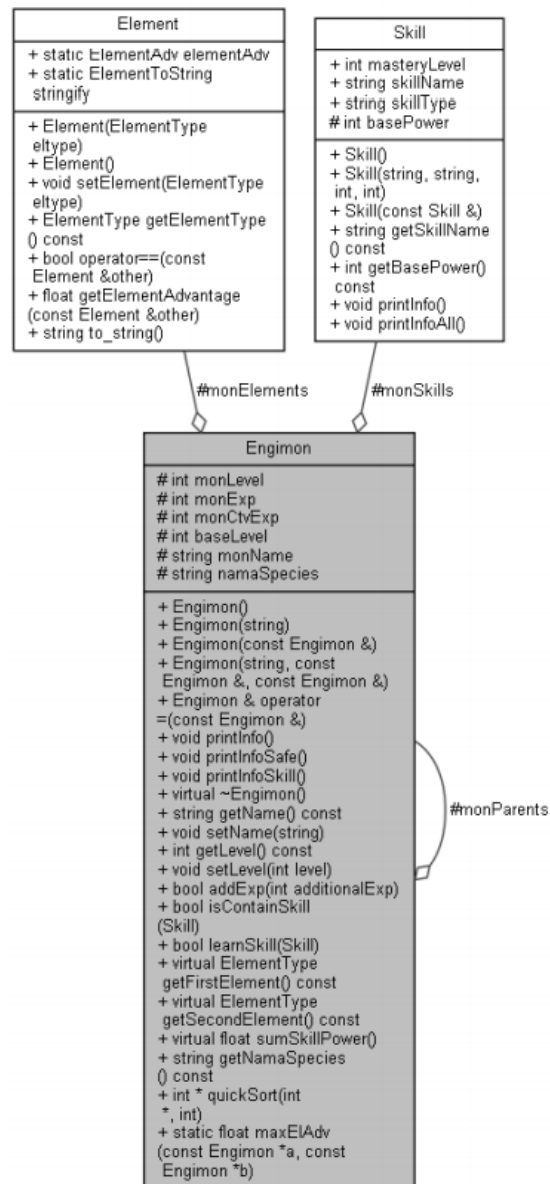 Element
+ static ElementAdv elementAdv
+ static ElementToString
stringify
+ Element(ElementType
eltype)
+ Element()
+ void setElement(ElementType
eltype)
+ ElementType getElementType
() const
+ bool operator==(const
Element &other)
+ float getElementAdvantage
(const Element &other)
+ string to_string()
Skill
+ int masteryLevel
+ string skillName
+ string skillType
# int basePower
+ Skill()
+ Skill(string, string,
int, int)
+ Skill(const Skill &)
+ string getSkillName
() const
+ int getBasePower()
const
+ void printInfo()
+ void printInfoAll()
#monElements
#monSkills
Engimon
# int monLevel
# int monExp
# int monCtvExp
# int baseLevel
# string monName
# string namaSpecies
+ Engimon()
+ Engimon(string)
+ Engimon(const Engimon &)
+ Engimon(string, const
Engimon &, const Engimon &)
+ Engimon & operator
=(const Engimon &)
+ void printInfo()
+ void printInfoSafe()
+ void printInfoSkill()
+ virtual ~Engimon()
+ string getName() const
+ void setName(string)
+ int getLevel() const
+ void setLevel(int level)
+ bool addExp(int additionalExp)
+ bool isContainSkill
(Skill)
+ bool learnSkill(Skill)
+ virtual ElementType
getFirstElement() const
+ virtual ElementType
getSecondElement() const
+ virtual float sumSkillPower()
+ string getNamaSpecies
() const
+ int * quickSort(int
*, int)
+ static float maxElAdv
(const Engimon *a, const
Engimon *b)
#monParents